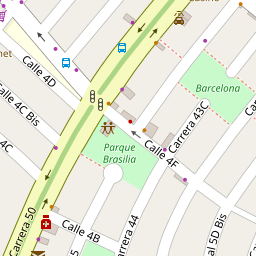 Calle 4D
Barcelona
Calle 4C Bis
Carrera 43C
Parque
Brasilia
Calle 4F
Carrera 44
Carrera 50
Calle 4B
5D Bis